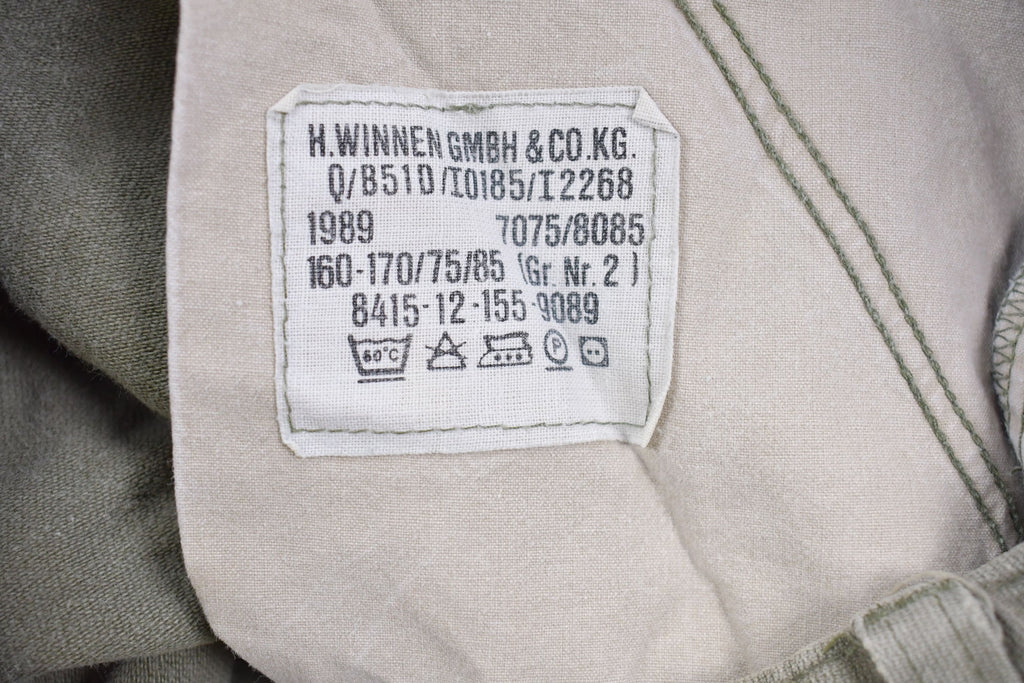 H.WINNEN GMBH & CO.KG.
Q/B51D/I0185/I2268
1989 7075/8085
160-170/75/85 (Gr. Nr. 2 )
8415-12-155-9089
60°C P